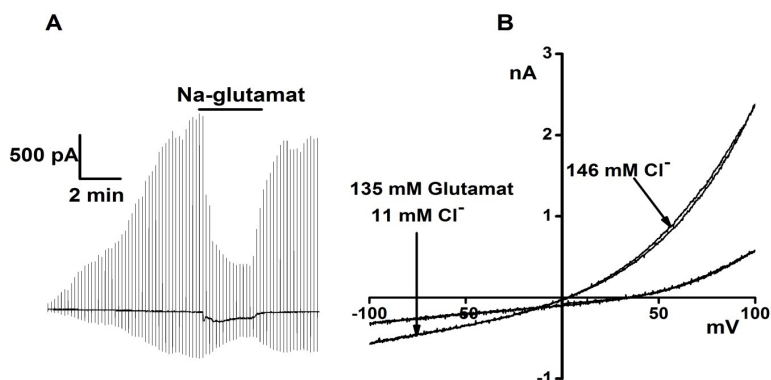 A
Na-glutamat
500 pA
2 min
B
nA
3
2
1
-1
146 mM Cl⁻
135 mM Glutamat
11 mM Cl⁻
-100
-50
50
100
mV